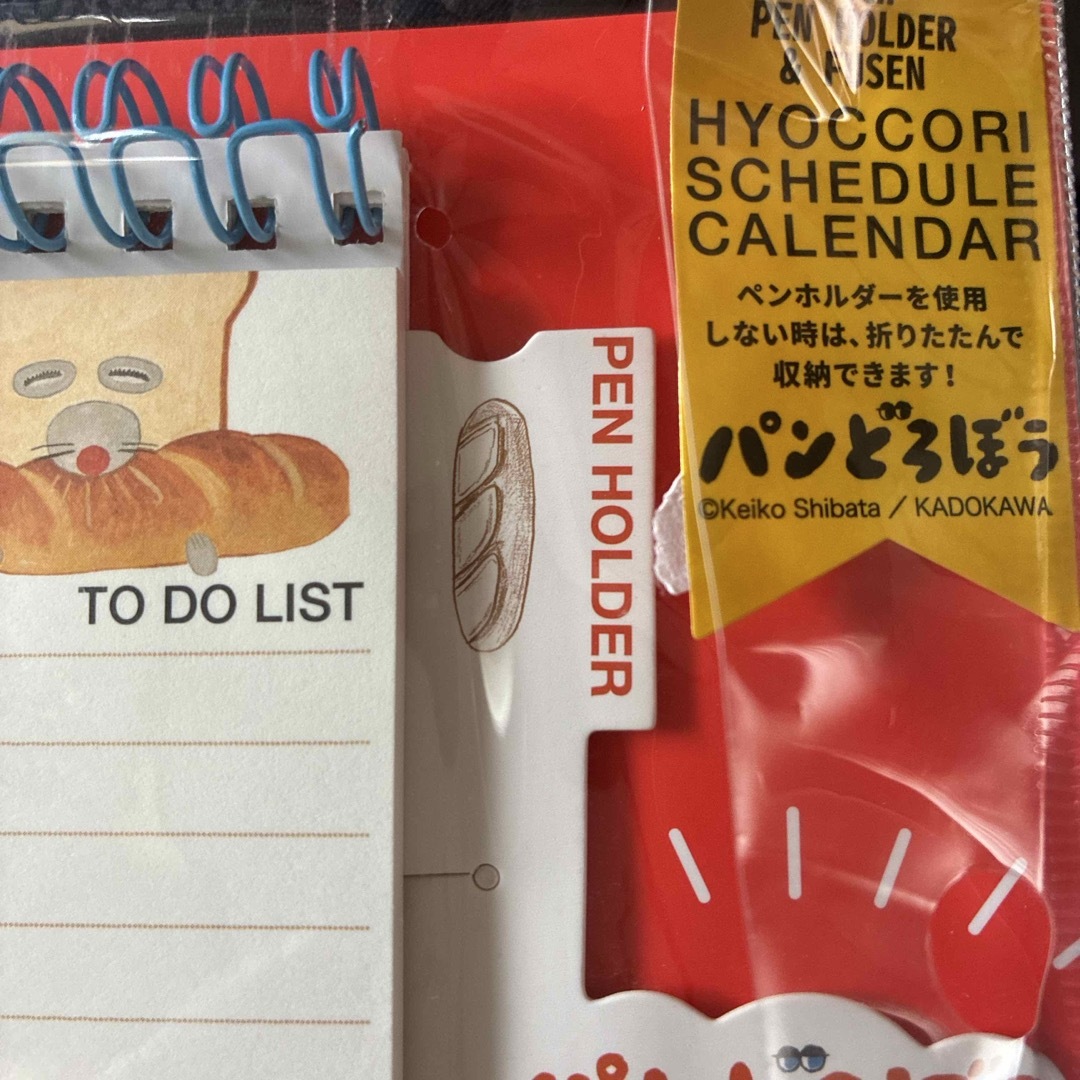 PEN HOLDER
& FUSEN
HYOCCORI
SCHEDULE
CALENDAR
ペンホルダーを使用
しない時は、折りたたんで
収納できます!
パンどろぼう
©Keiko Shibata / KADOKAWA
PEN HOLDER
TO DO LIST